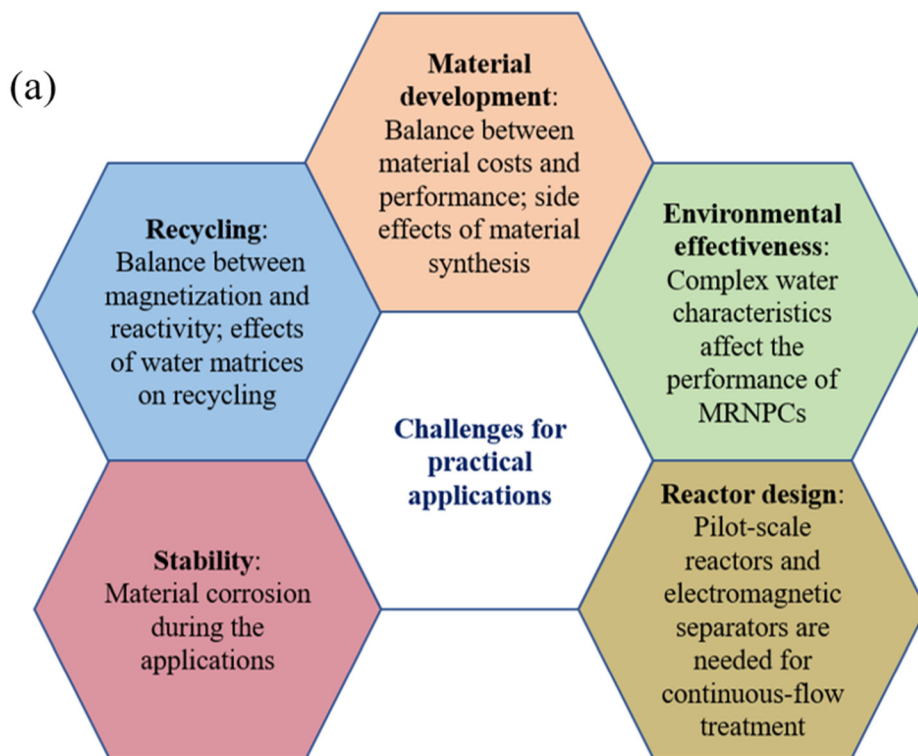 (a)
Material
development:
Balance between
material costs and
performance; side
effects of material
synthesis
Recycling:
Balance between
magnetization and
reactivity; effects
of water matrices
on recycling
Environmental
effectiveness:
Complex water
characteristics
affect the
performance of
MRNPCs
Challenges for
practical
applications
Stability:
Material corrosion
during the
applications
Reactor design:
Pilot-scale
reactors and
electromagnetic
separators are
needed for
continuous-flow
treatment